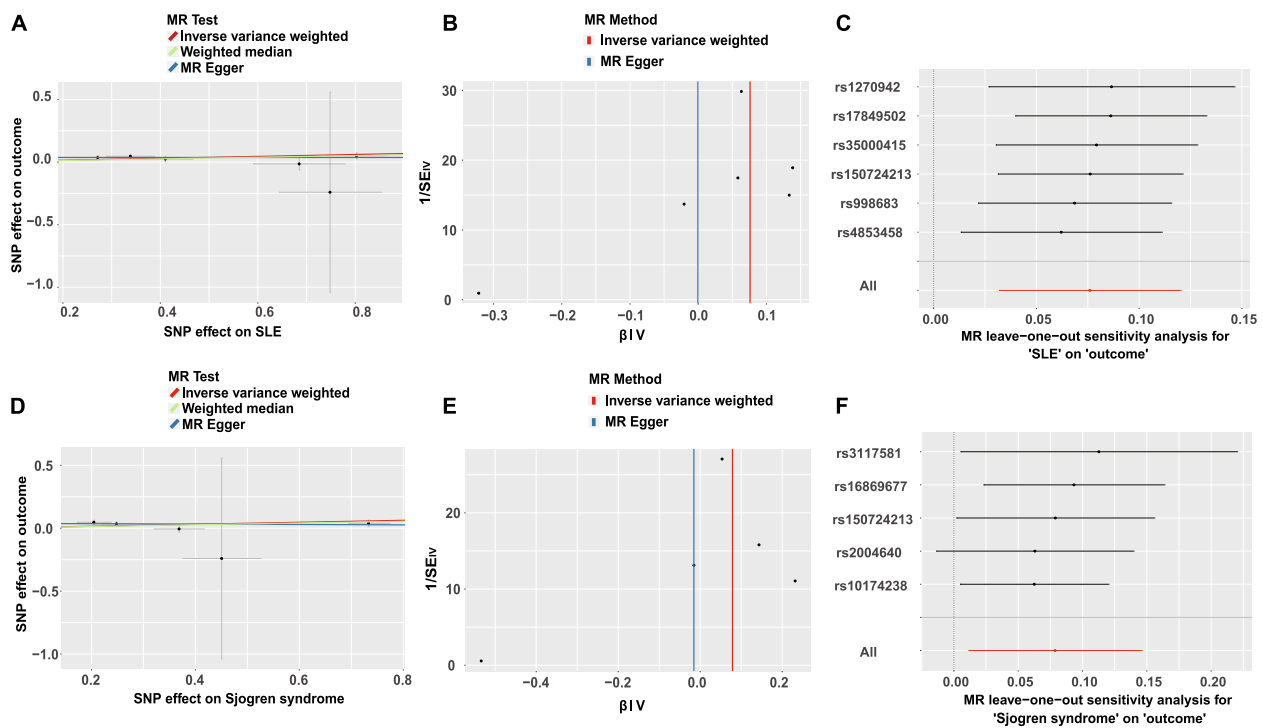 A
MR Test
Inverse variance weighted
Weighted median
MR Egger
SNP effect on outcome
0.5
0.0
−0.5
−1.0
0.2
0.4
0.6
0.8
SNP effect on SLE
B
MR Method
Inverse variance weighted
MR Egger
1/SEIV
30
20
10
0
−0.3
−0.2
−0.1
0.0
0.1
βIV
C
rs1270942
rs17849502
rs35000415
rs150724213
rs998683
rs4853458
All
0.00
0.05
0.10
0.15
MR leave−one−out sensitivity analysis for
'SLE' on 'outcome'
D
MR Test
Inverse variance weighted
Weighted median
MR Egger
SNP effect on outcome
0.5
0.0
−0.5
−1.0
0.2
0.4
0.6
0.8
SNP effect on Sjogren syndrome
E
MR Method
Inverse variance weighted
MR Egger
1/SEIV
20
10
0
−0.4
−0.2
0.0
0.2
βIV
F
rs3117581
rs16869677
rs150724213
rs2004640
rs10174238
All
0.00
0.05
0.10
0.15
0.20
MR leave−one−out sensitivity analysis for
'Sjogren syndrome' on 'outcome'